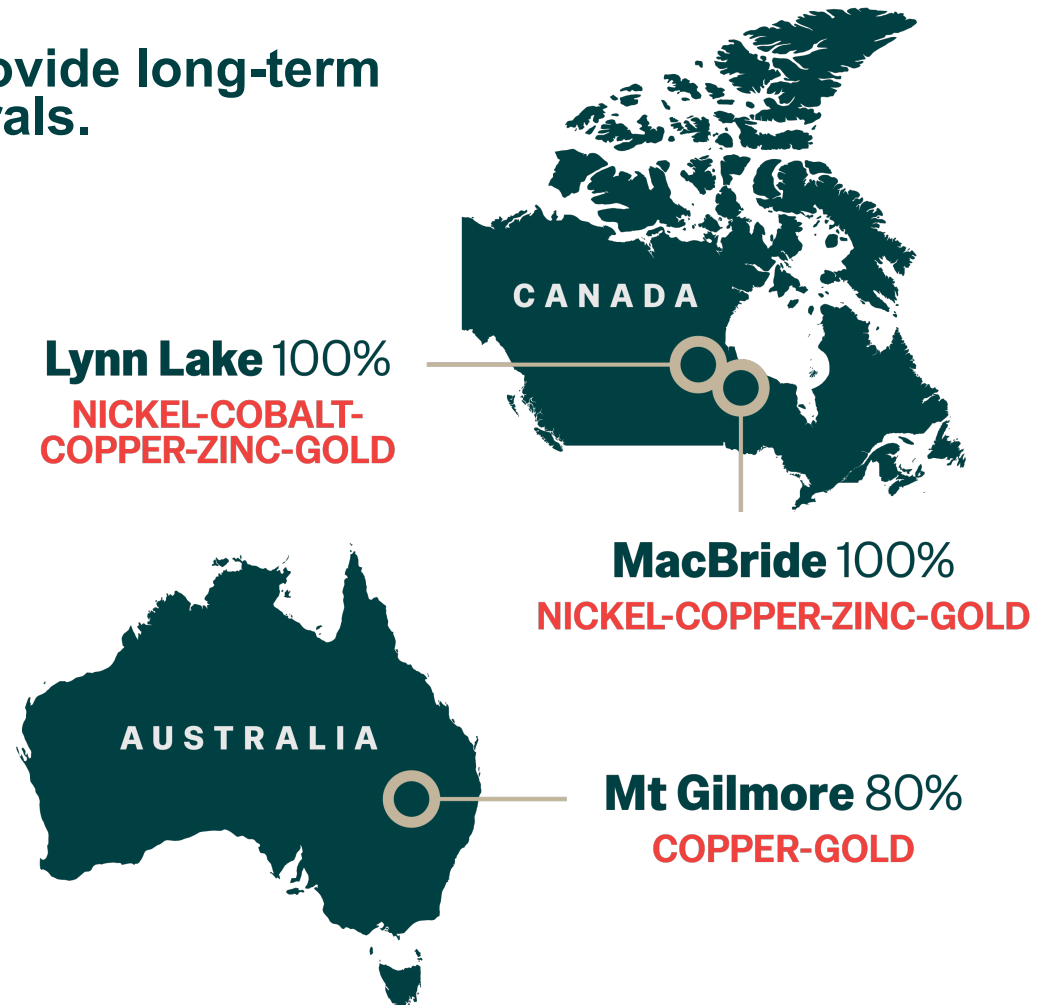 ovide long-term
rals.
CANADA
Lynn Lake 100%
NICKEL-COBALT-
COPPER-ZINC-GOLD
MacBride 100%
NICKEL-COPPER-ZINC-GOLD
AUSTRALIA
Mt Gilmore 80%
COPPER-GOLD